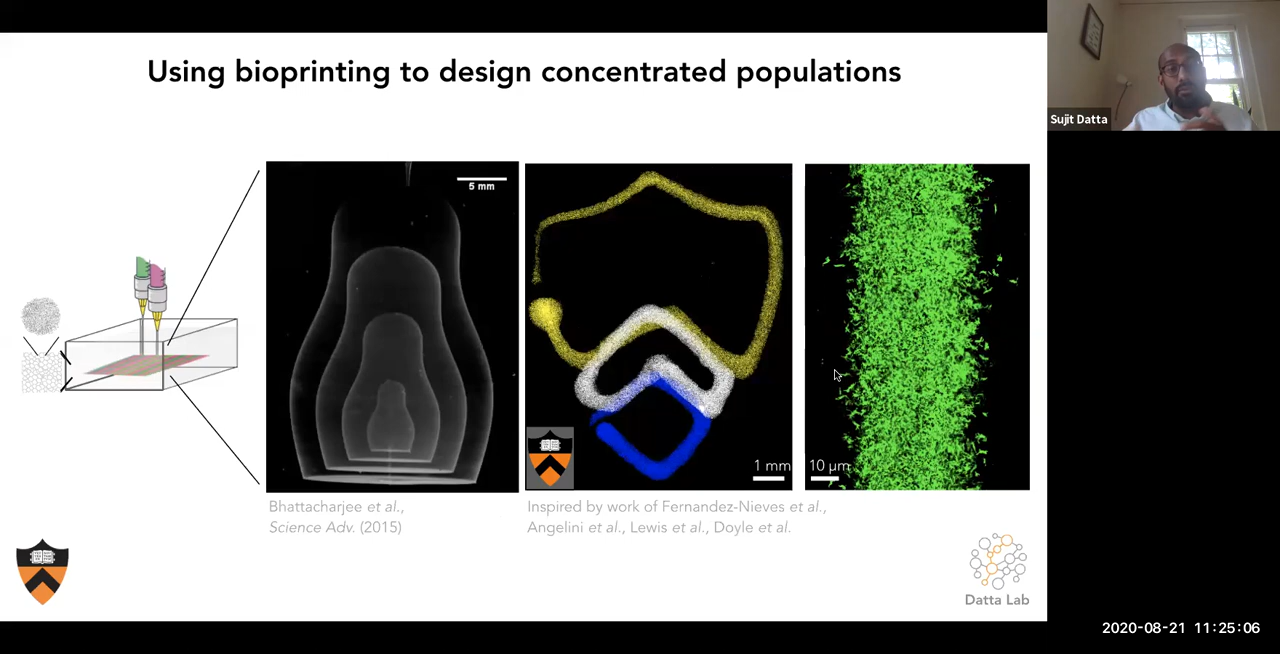 Using bioprinting to design concentrated populations
Sujit Datta
5 mm
1 mm
10 µm
Bhattacharjee et al.,
Science Adv. (2015)
Inspired by work of Fernandez-Nieves et al.,
Angelini et al., Lewis et al., Doyle et al.
Datta Lab
2020-08-21 11:25:06